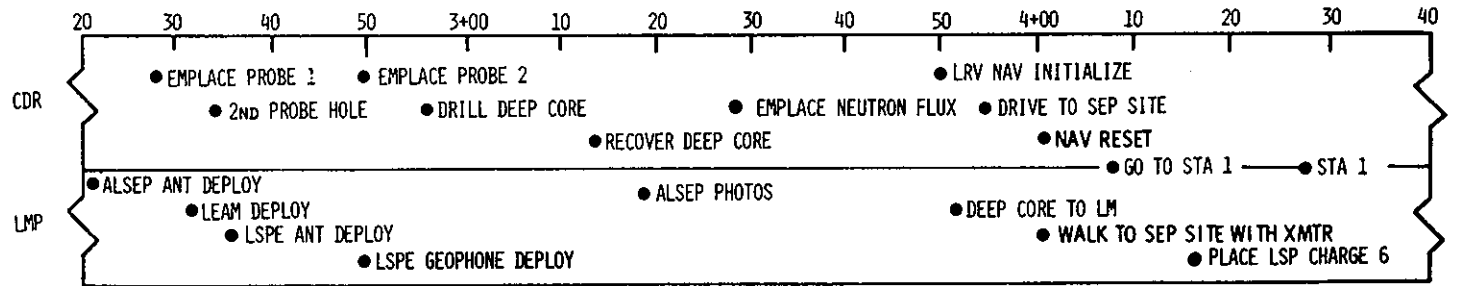 20 30 40 50 3+00 10 20 30 40 50 4+00 10 20 30 40
CDR
EMPLACE PROBE 1
EMPLACE PROBE 2
LRV NAV INITIALIZE
2ND PROBE HOLE
DRILL DEEP CORE
EMPLACE NEUTRON FLUX
DRIVE TO SEP SITE
RECOVER DEEP CORE
NAV RESET
GO TO STA 1
STA 1
LMP
ALSEP ANT DEPLOY
ALSEP PHOTOS
LEAM DEPLOY
DEEP CORE TO LM
LSPE ANT DEPLOY
WALK TO SEP SITE WITH XMTR
LSPE GEOPHONE DEPLOY
PLACE LSP CHARGE 6